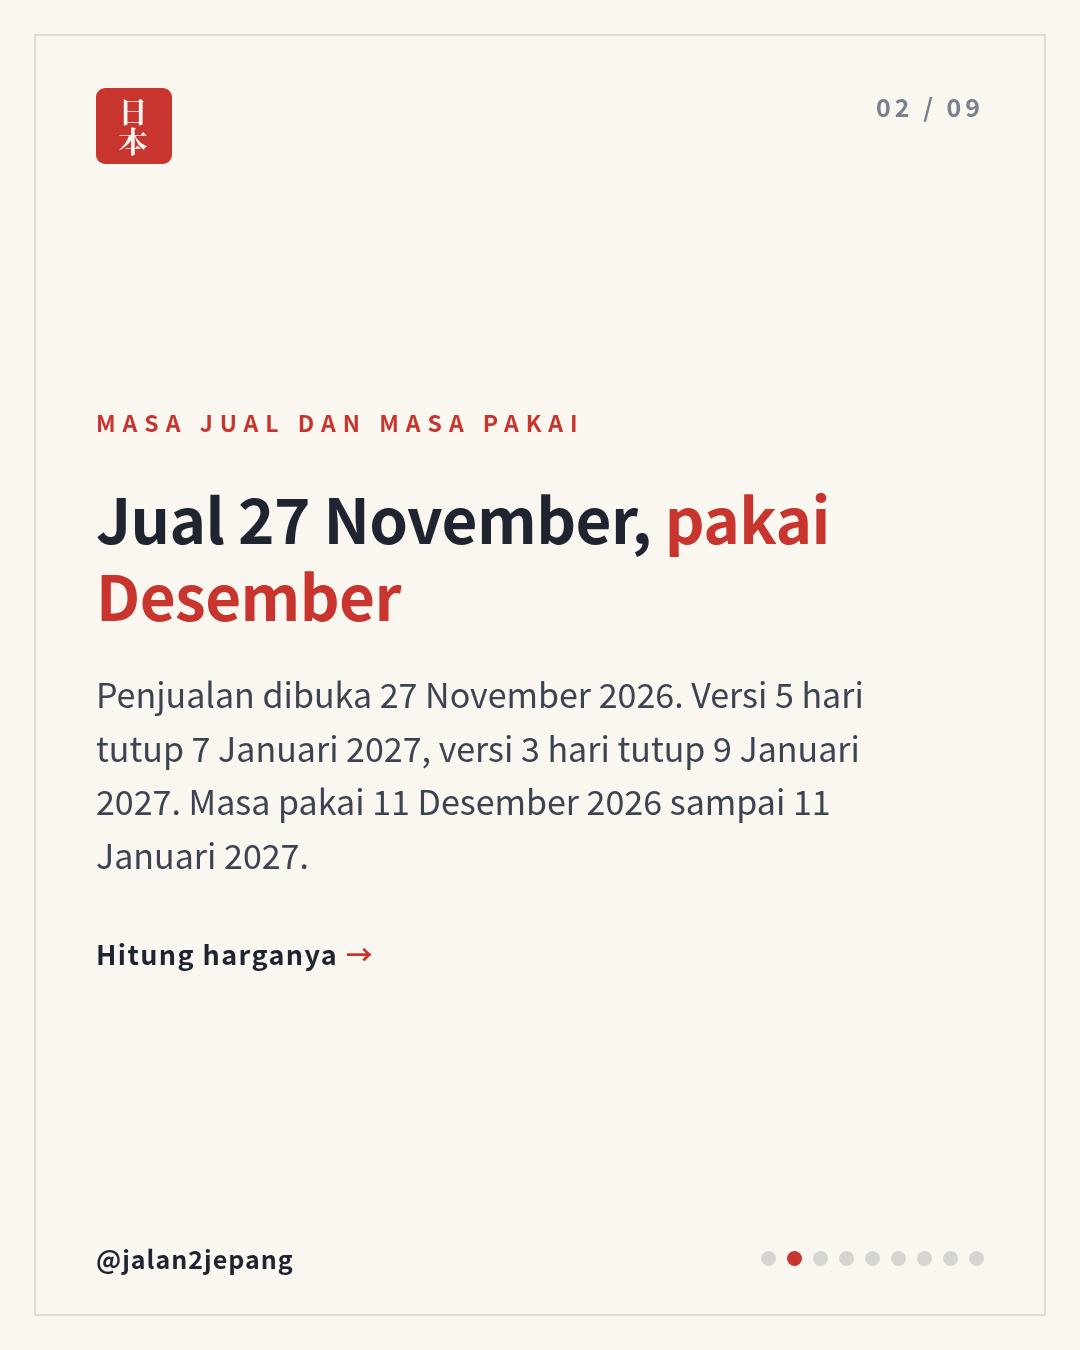 日本
02 / 09
MASA JUAL DAN MASA PAKAI
Jual 27 November, pakai
Desember
Penjualan dibuka 27 November 2026. Versi 5 hari
tutup 7 Januari 2027, versi 3 hari tutup 9 Januari
2027. Masa pakai 11 Desember 2026 sampai 11
Januari 2027.
Hitung harganya →
@jalan2jepang